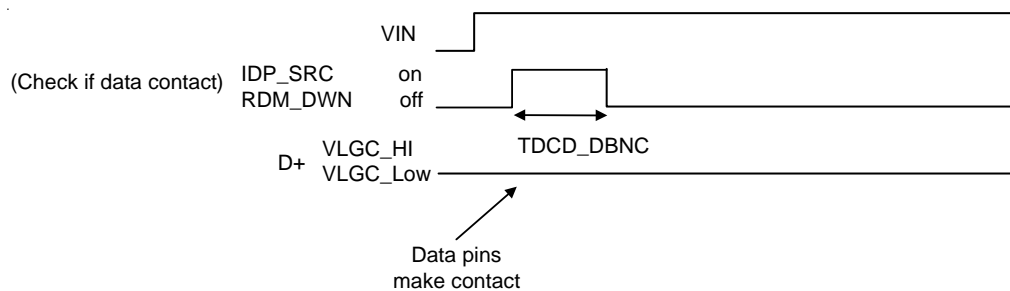 VIN
(Check if data contact)
IDP_SRC on
RDM_DWN off
TDCD_DBNC
D+
VLGC_HI
VLGC_Low
Data pins
make contact